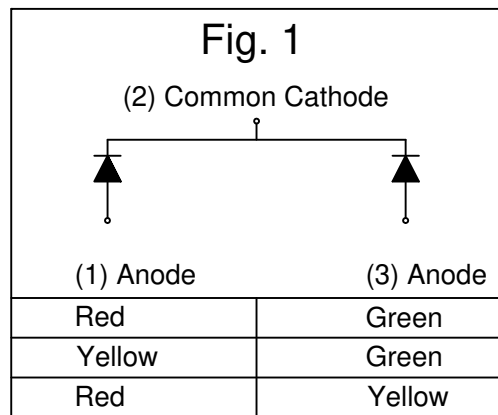 Fig. 1
(2) Common Cathode
(1) Anode (3) Anode
Red Green
Yellow Green
Red Yellow